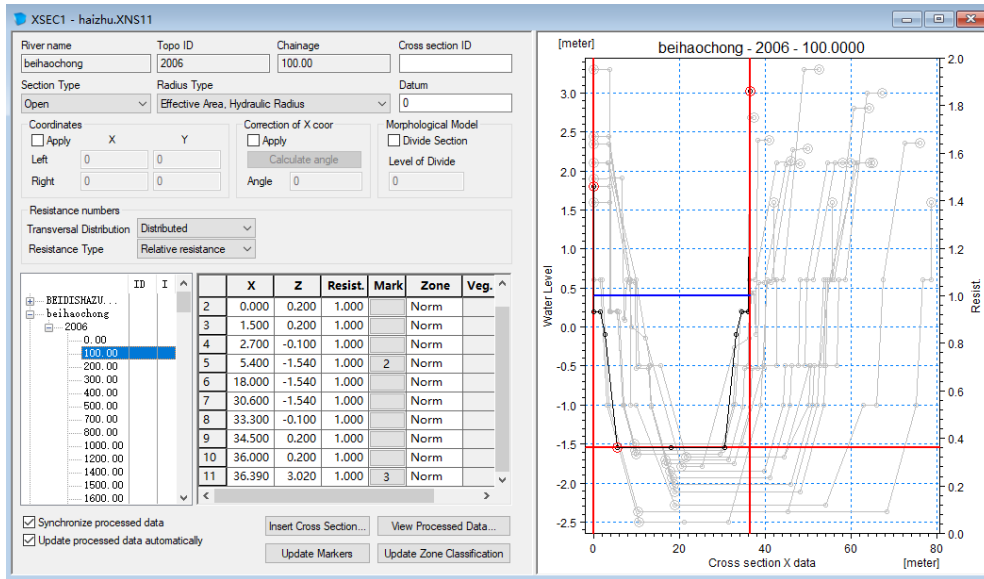 XSEC1 - haizhu.XNS11
River name Topo ID Chainage Cross section ID
beihaochong 2006 100.00
Section Type Radius Type Datum
Open Effective Area, Hydraulic Radius 0
Coordinates Correction of X coor Morphological Model
Apply X Y Apply Divide Section
Left 0 0 Calculate angle Level of Divide
Right 0 0 Angle 0 0
Resistance numbers
Transversal Distribution Distributed
Resistance Type Relative resistance
ID I
BEIDISHAZU...
beihaochong
2006
0.00
100.00
200.00
300.00
400.00
500.00
700.00
800.00
1000.00
1200.00
1400.00
1500.00
1600.00
X Z Resist. Mark Zone Veg.
2 0.000 0.200 1.000 Norm
3 1.500 0.200 1.000 Norm
4 2.700 -0.100 1.000 Norm
5 5.400 -1.540 1.000 2 Norm
6 18.000 -1.540 1.000 Norm
7 30.600 -1.540 1.000 Norm
8 33.300 -0.100 1.000 Norm
9 34.500 0.200 1.000 Norm
10 36.000 0.200 1.000 Norm
11 36.390 3.020 1.000 3 Norm
Synchronize processed data
Update processed data automatically
Insert Cross Section... View Processed Data...
Update Markers Update Zone Classification
[meter]
beihaochong - 2006 - 100.0000
Water Level
3.0
2.5
2.0
1.5
1.0
0.5
0.0
-0.5
-1.0
-1.5
-2.0
-2.5
2.0
1.8
1.6
1.4
1.2
1.0
0.8
0.6
0.4
0.2
0.0
Resist.
0 20 40 60 80
Cross section X data [meter]